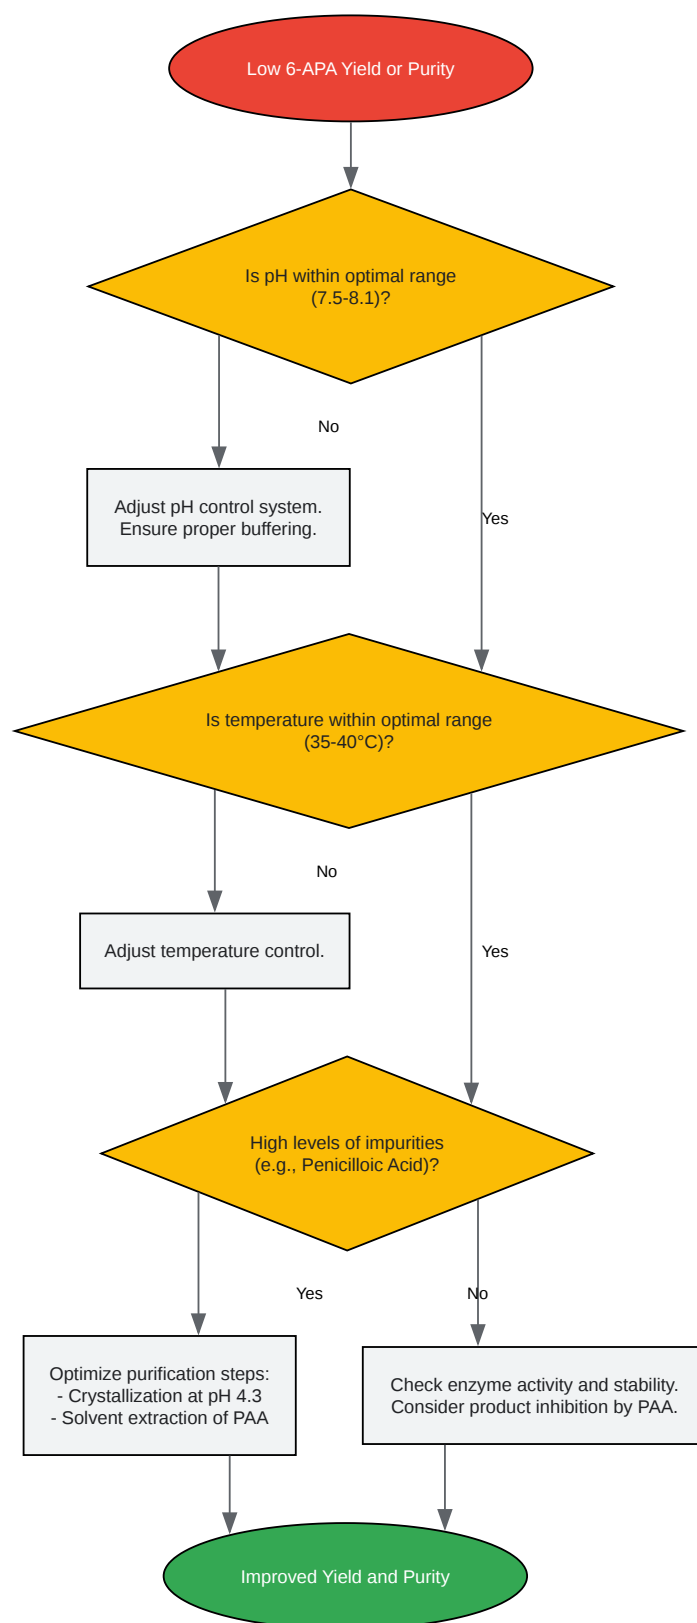 Low 6-APA Yield or Purity
Is pH within optimal range
(7.5-8.1)?
No
Adjust pH control system.
Ensure proper buffering.
Yes
Is temperature within optimal range
(35-40°C)?
No
Adjust temperature control.
Yes
High levels of impurities
(e.g., Penicilloic Acid)?
Yes
No
Optimize purification steps:
- Crystallization at pH 4.3
- Solvent extraction of PAA
Check enzyme activity and stability.
Consider product inhibition by PAA.
Improved Yield and Purity